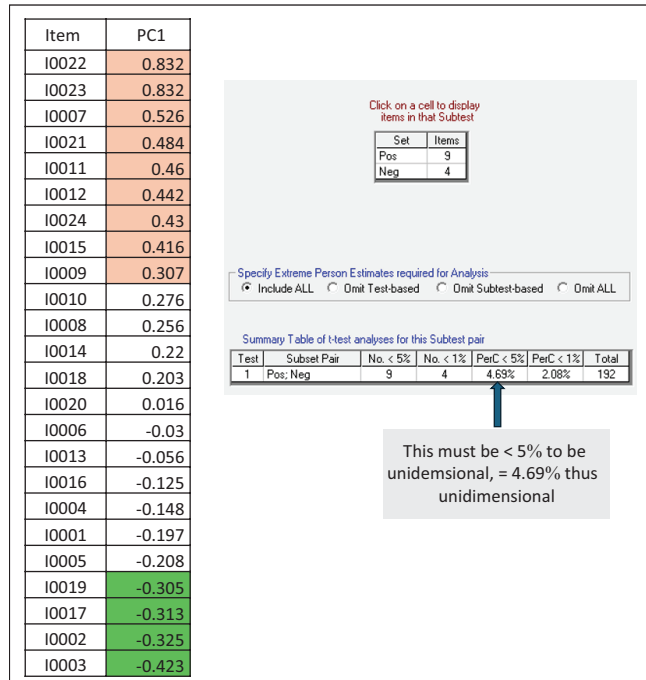 Item PC1
I0022 0.832
I0023 0.832
I0007 0.526
I0021 0.484
I0011 0.46
I0012 0.442
I0024 0.43
I0015 0.416
I0009 0.307
I0010 0.276
I0008 0.256
I0014 0.22
I0018 0.203
I0020 0.016
I0006 -0.03
I0013 -0.056
I0016 -0.125
I0004 -0.148
I0001 -0.197
I0005 -0.208
I0019 -0.305
I0017 -0.313
I0002 -0.325
I0003 -0.423
Click on a cell to display
items in that Subtest
Set Items
Pos 9
Neg 4
Specify Extreme Person Estimates required for Analysis
Include ALL Omit Test-based Omit Subtest-based Omit ALL
Summary Table of t-test analyses for this Subtest pair
Test Subset Pair No. < 5% No. < 1% PerC < 5% PerC < 1% Total
1 Pos; Neg 9 4 4.69% 2.08% 192
This must be < 5% to be
unidemsional, = 4.69% thus
unidimensional